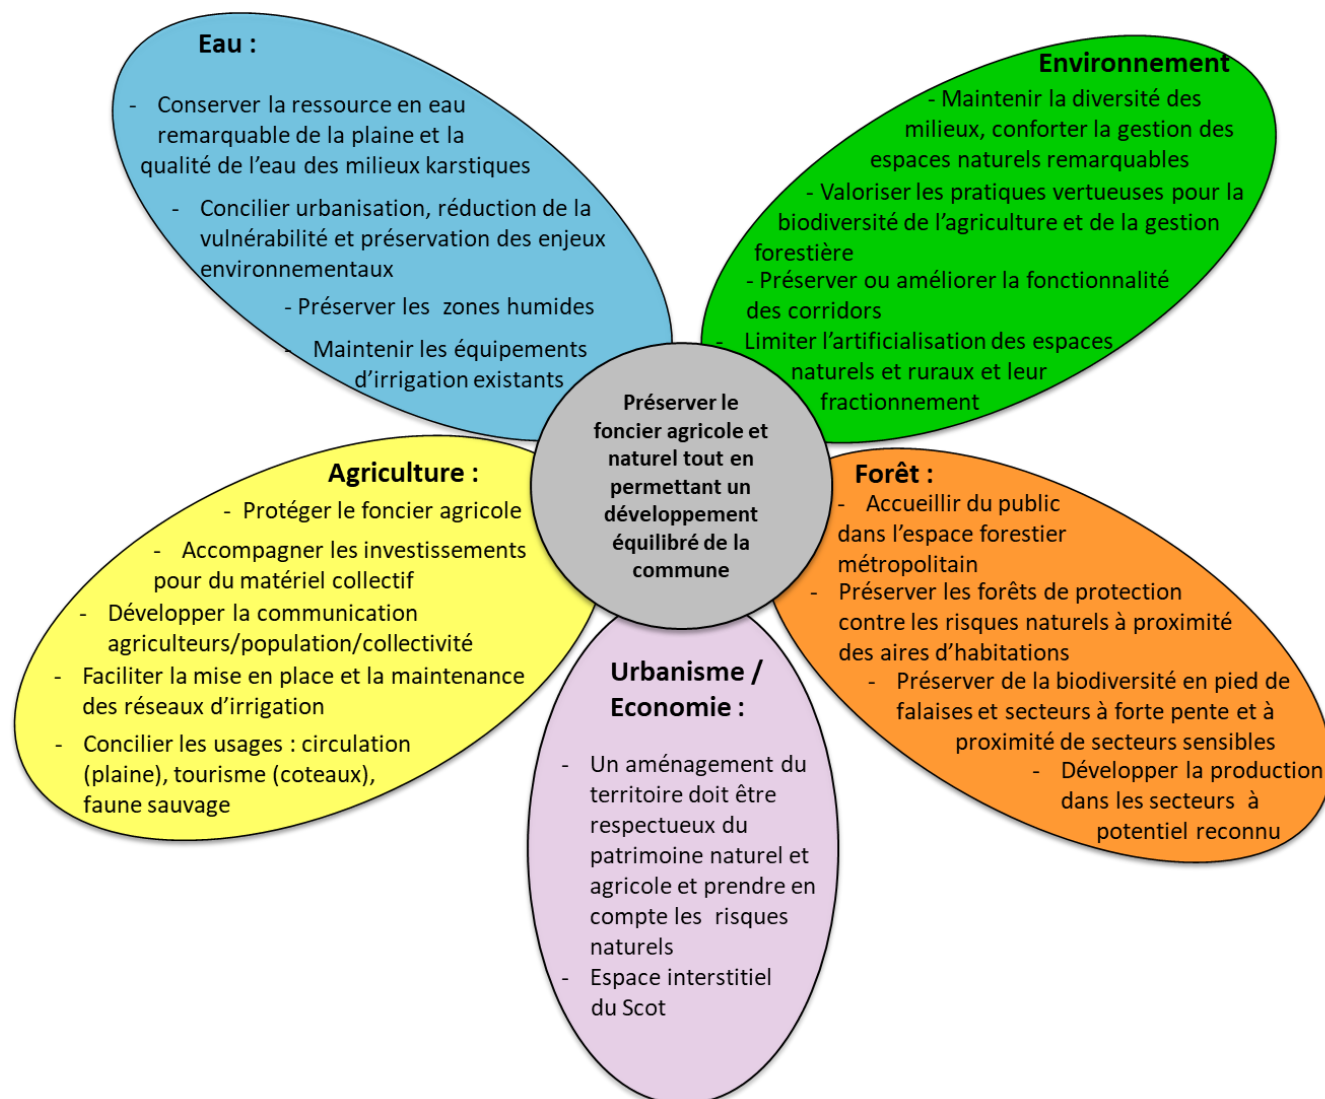 Eau :
- Conserver la ressource en eau
remarquable de la plaine et la
qualité de l'eau des milieux karstiques
- Concilier urbanisation, réduction de la
vulnérabilité et préservation des enjeux
environnementaux
- Préserver les zones humides
- Maintenir les équipements
d'irrigation existants
Environnement
- Maintenir la diversité des
milieux, conforter la gestion des
espaces naturels remarquables
- Valoriser les pratiques vertueuses pour la
biodiversité de l'agriculture et de la gestion
forestière
- Préserver ou améliorer la fonctionnalité
des corridors
- Limiter l'artificialisation des espaces
naturels et ruraux et leur
fractionnement
Préserver le
foncier agricole et
naturel tout en
permettant un
développement
équilibré de la
commune
Agriculture :
- Protéger le foncier agricole
- Accompagner les investissements
pour du matériel collectif
- Développer la communication
agriculteurs/population/collectivité
- Faciliter la mise en place et la maintenance
des réseaux d'irrigation
- Concilier les usages : circulation
(plaine), tourisme (coteaux),
faune sauvage
Forêt :
- Accueillir du public
dans l'espace forestier
métropolitain
- Préserver les forêts de protection
contre les risques naturels à proximité
des aires d'habitations
- Préserver de la biodiversité en pied de
falaises et secteurs à forte pente et à
proximité de secteurs sensibles
- Développer la production
dans les secteurs à
potentiel reconnu
Urbanisme /
Economie :
- Un aménagement du
territoire doit être
respectueux du
patrimoine naturel et
agricole et prendre en
compte les risques
naturels
- Espace interstitiel
du Scot